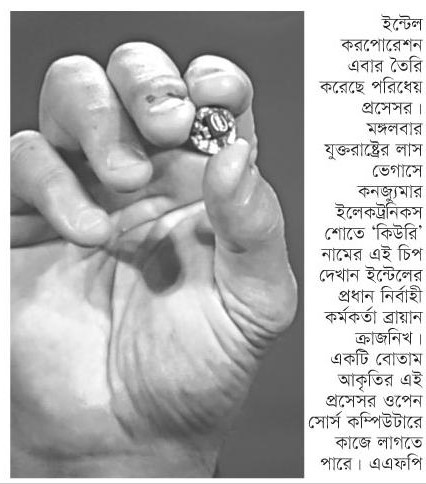 ইন্টেল
করপোরেশন
এবার তৈরি
করেছে পরিধেয়
প্রসেসর।
মঙ্গলবার
যুক্তরাষ্ট্রের লাস
ভেগাসে
কনজ্যুমার
ইলেকট্রনিকস
শোতে ‘কিউরি’
নামের এই চিপ
দেখান ইন্টেলের
প্রধান নির্বাহী
কর্মকর্তা ব্রায়ান
ক্রাজনিখ।
একটি বোতাম
আকৃতির এই
প্রসেসর ওপেন
সোর্স কম্পিউটারে
কাজে লাগতে
পারে। এএফপি